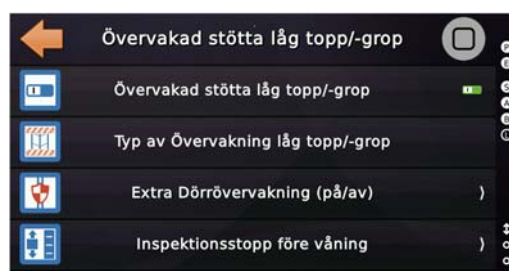 Övervakad stötta låg topp/-grop
Övervakad stötta låg topp/-grop
Typ av Övervakning låg topp/-grop
Extra Dörrövervakning (på/av)
Inspektionsstopp före våning